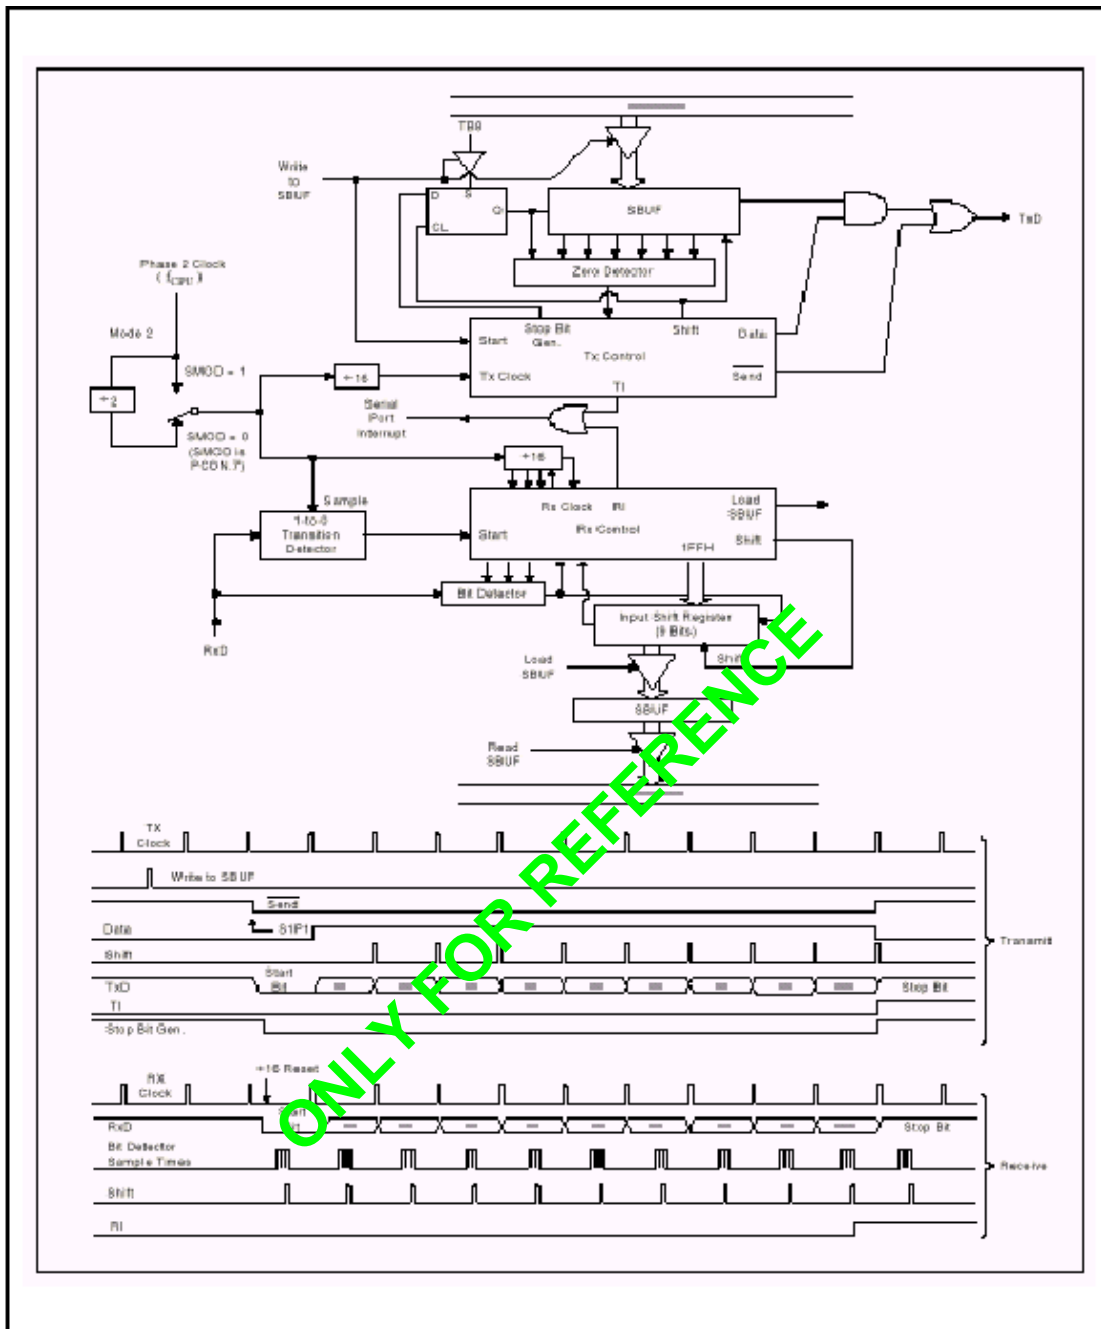 TB8
Write
to
SBUF
D
S
Q
CL
SBUF
TxD
Zero Detector
Phase 2 Clock
( fCPU )
Mode 2
Start
Stop Bit
Gen.
Shift
Data
Tx Control
Send
Tx Clock
TI
÷16
SMOD = 1
÷2
Serial
Port
Interrupt
SMOD = 0
(SMOD is
PCON.7)
÷16
Sample
1-to-0
Transition
Detector
Rx Clock
RI
Load
SBUF
Start
Rx Control
1FFH
Shift
Bit Detector
Input Shift Register
(9 Bits)
RxD
Load
SBUF
Shift
SBUF
Read
SBUF
TX
Clock
Write to SBUF
Send
Data
S1P1
Shift
Transmit
Start
Bit
TxD
Stop Bit
TI
Stop Bit Gen.
÷16 Reset
RX
Clock
Start
RxD
Stop Bit
Bit Detector
Sample Times
Receive
Shift
RI
ONLY FOR REFERENCE